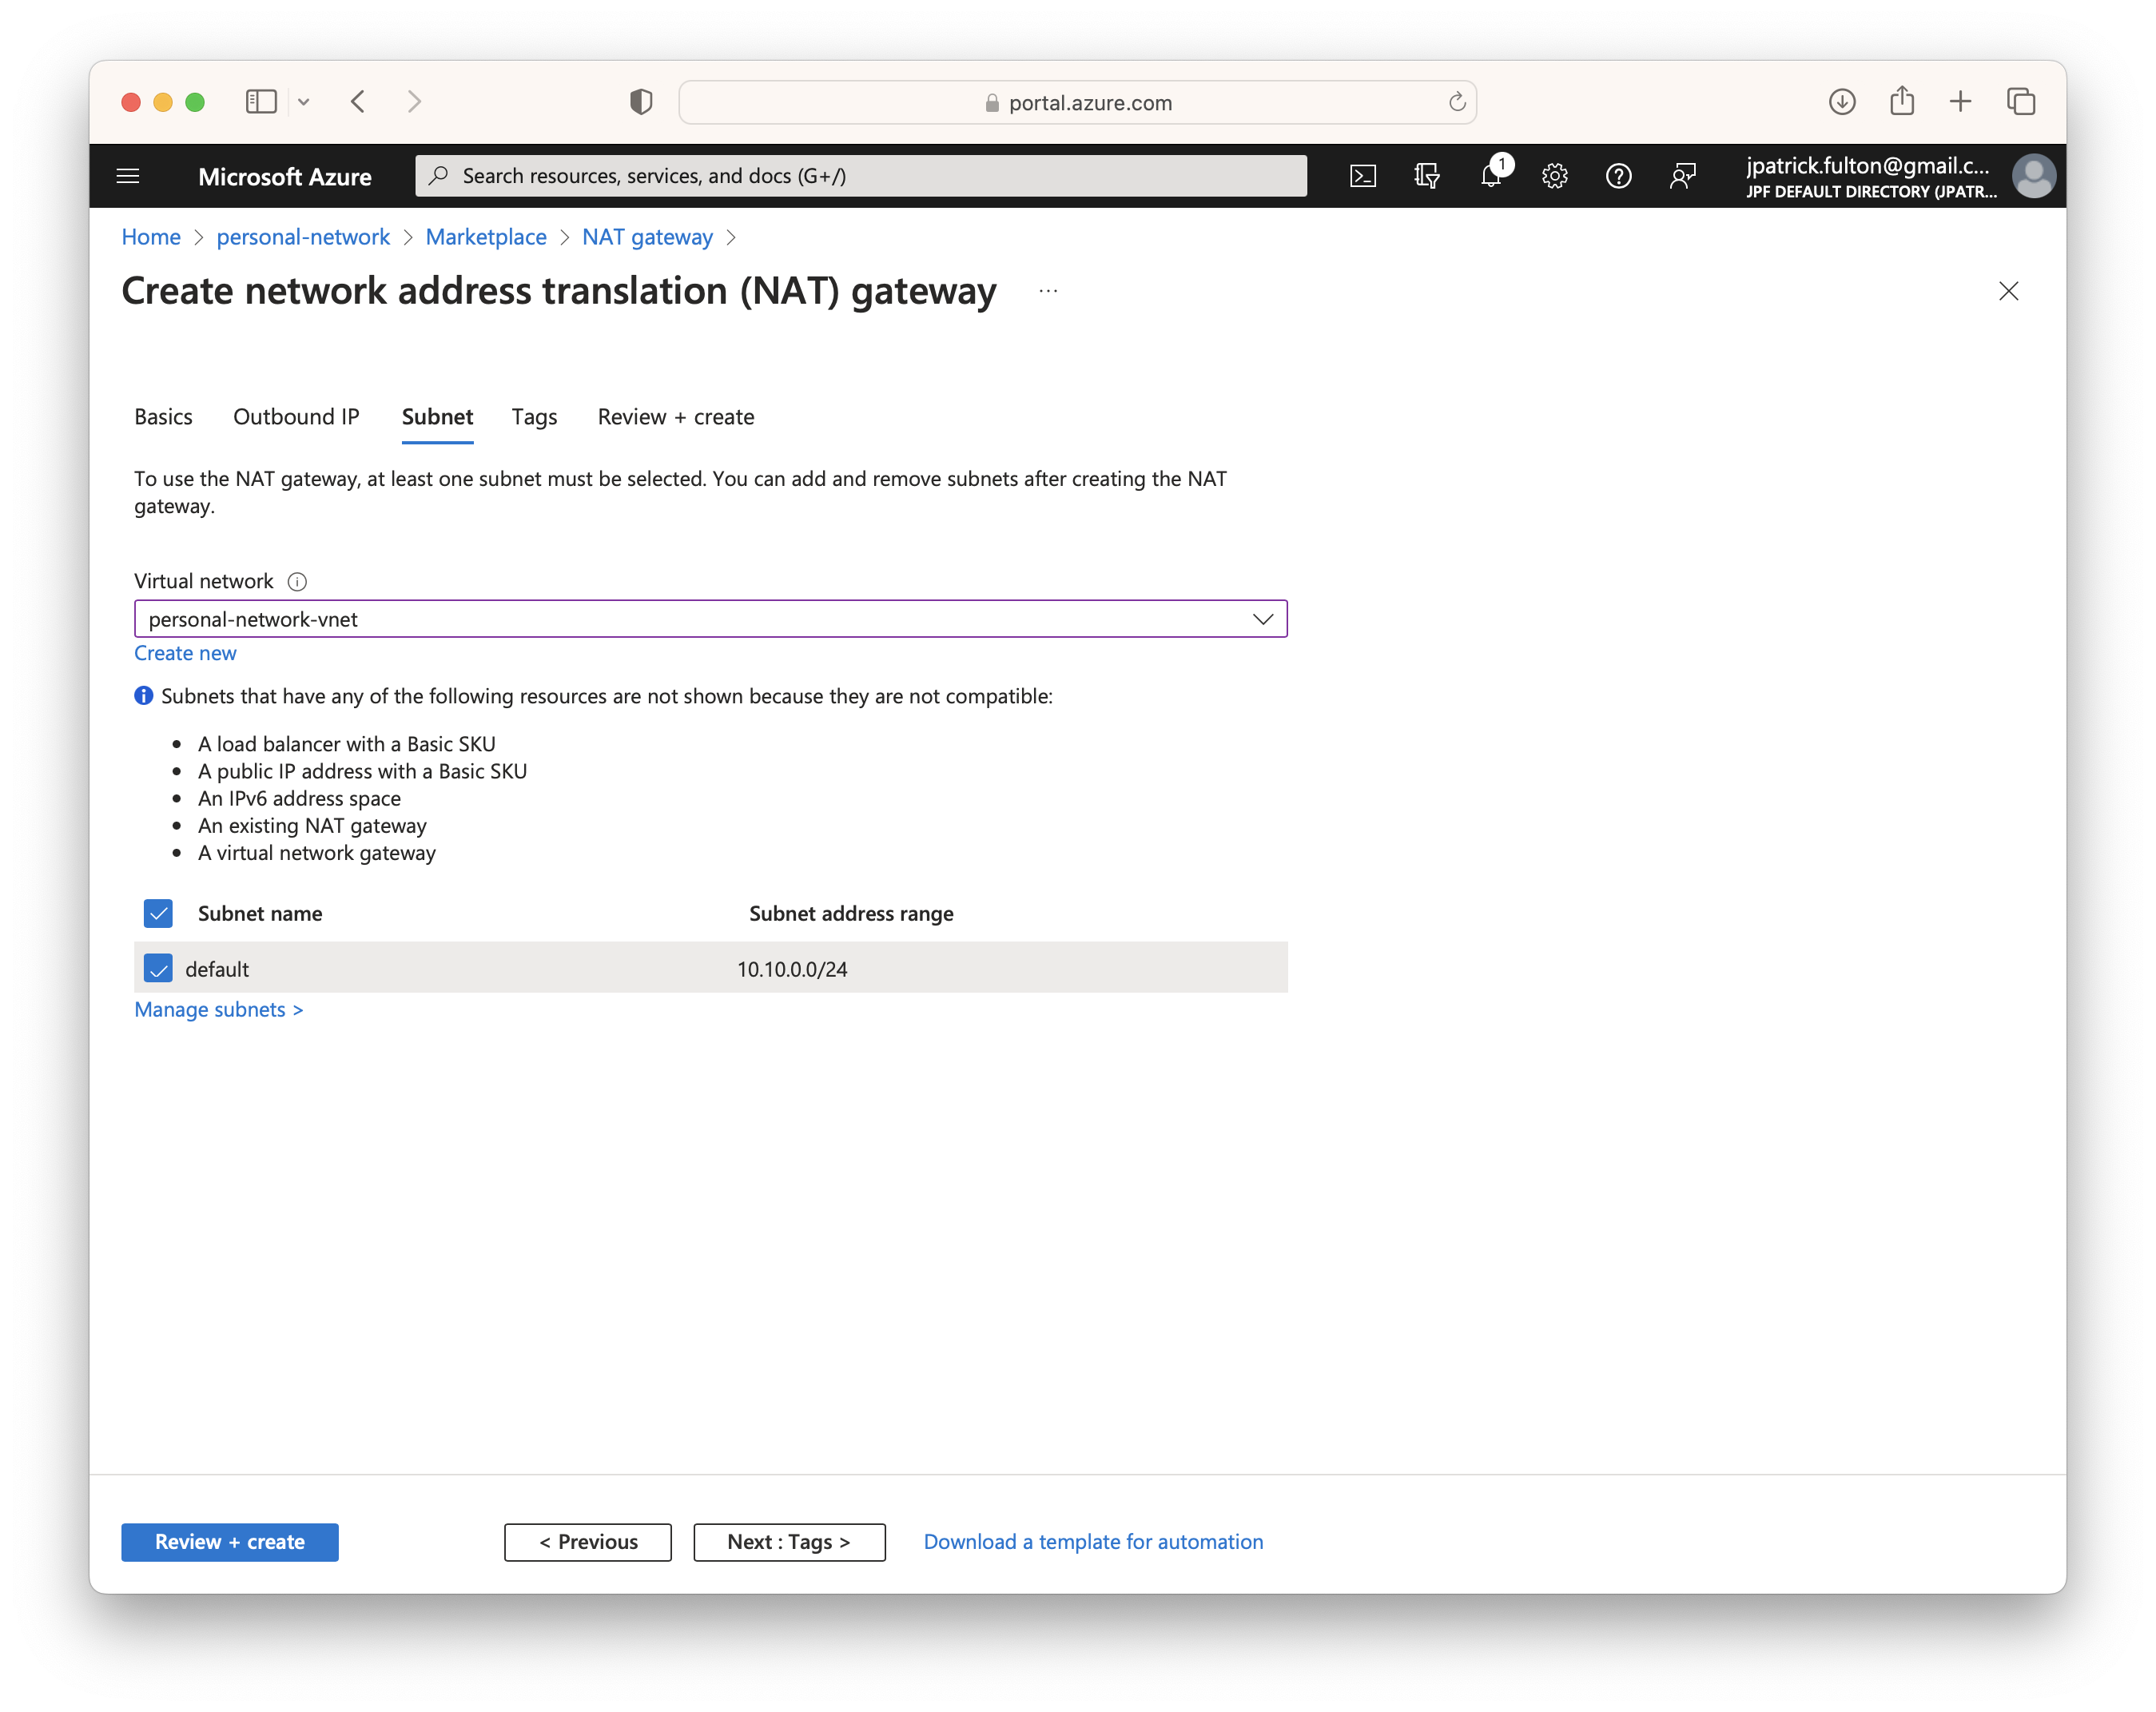 portal.azure.com
Microsoft Azure
Search resources, services, and docs (G+/)
1
jpatrick.fulton@gmail.c...
JPF DEFAULT DIRECTORY (JPATR...
Home > personal-network > Marketplace > NAT gateway >
Create network address translation (NAT) gateway ...
Basics Outbound IP Subnet Tags Review + create
To use the NAT gateway, at least one subnet must be selected. You can add and remove subnets after creating the NAT
gateway.
Virtual network
personal-network-vnet
Create new
Subnets that have any of the following resources are not shown because they are not compatible:
• A load balancer with a Basic SKU
• A public IP address with a Basic SKU
• An IPv6 address space
• An existing NAT gateway
• A virtual network gateway
Subnet name Subnet address range
default 10.10.0.0/24
Manage subnets >
Review + create < Previous Next : Tags > Download a template for automation